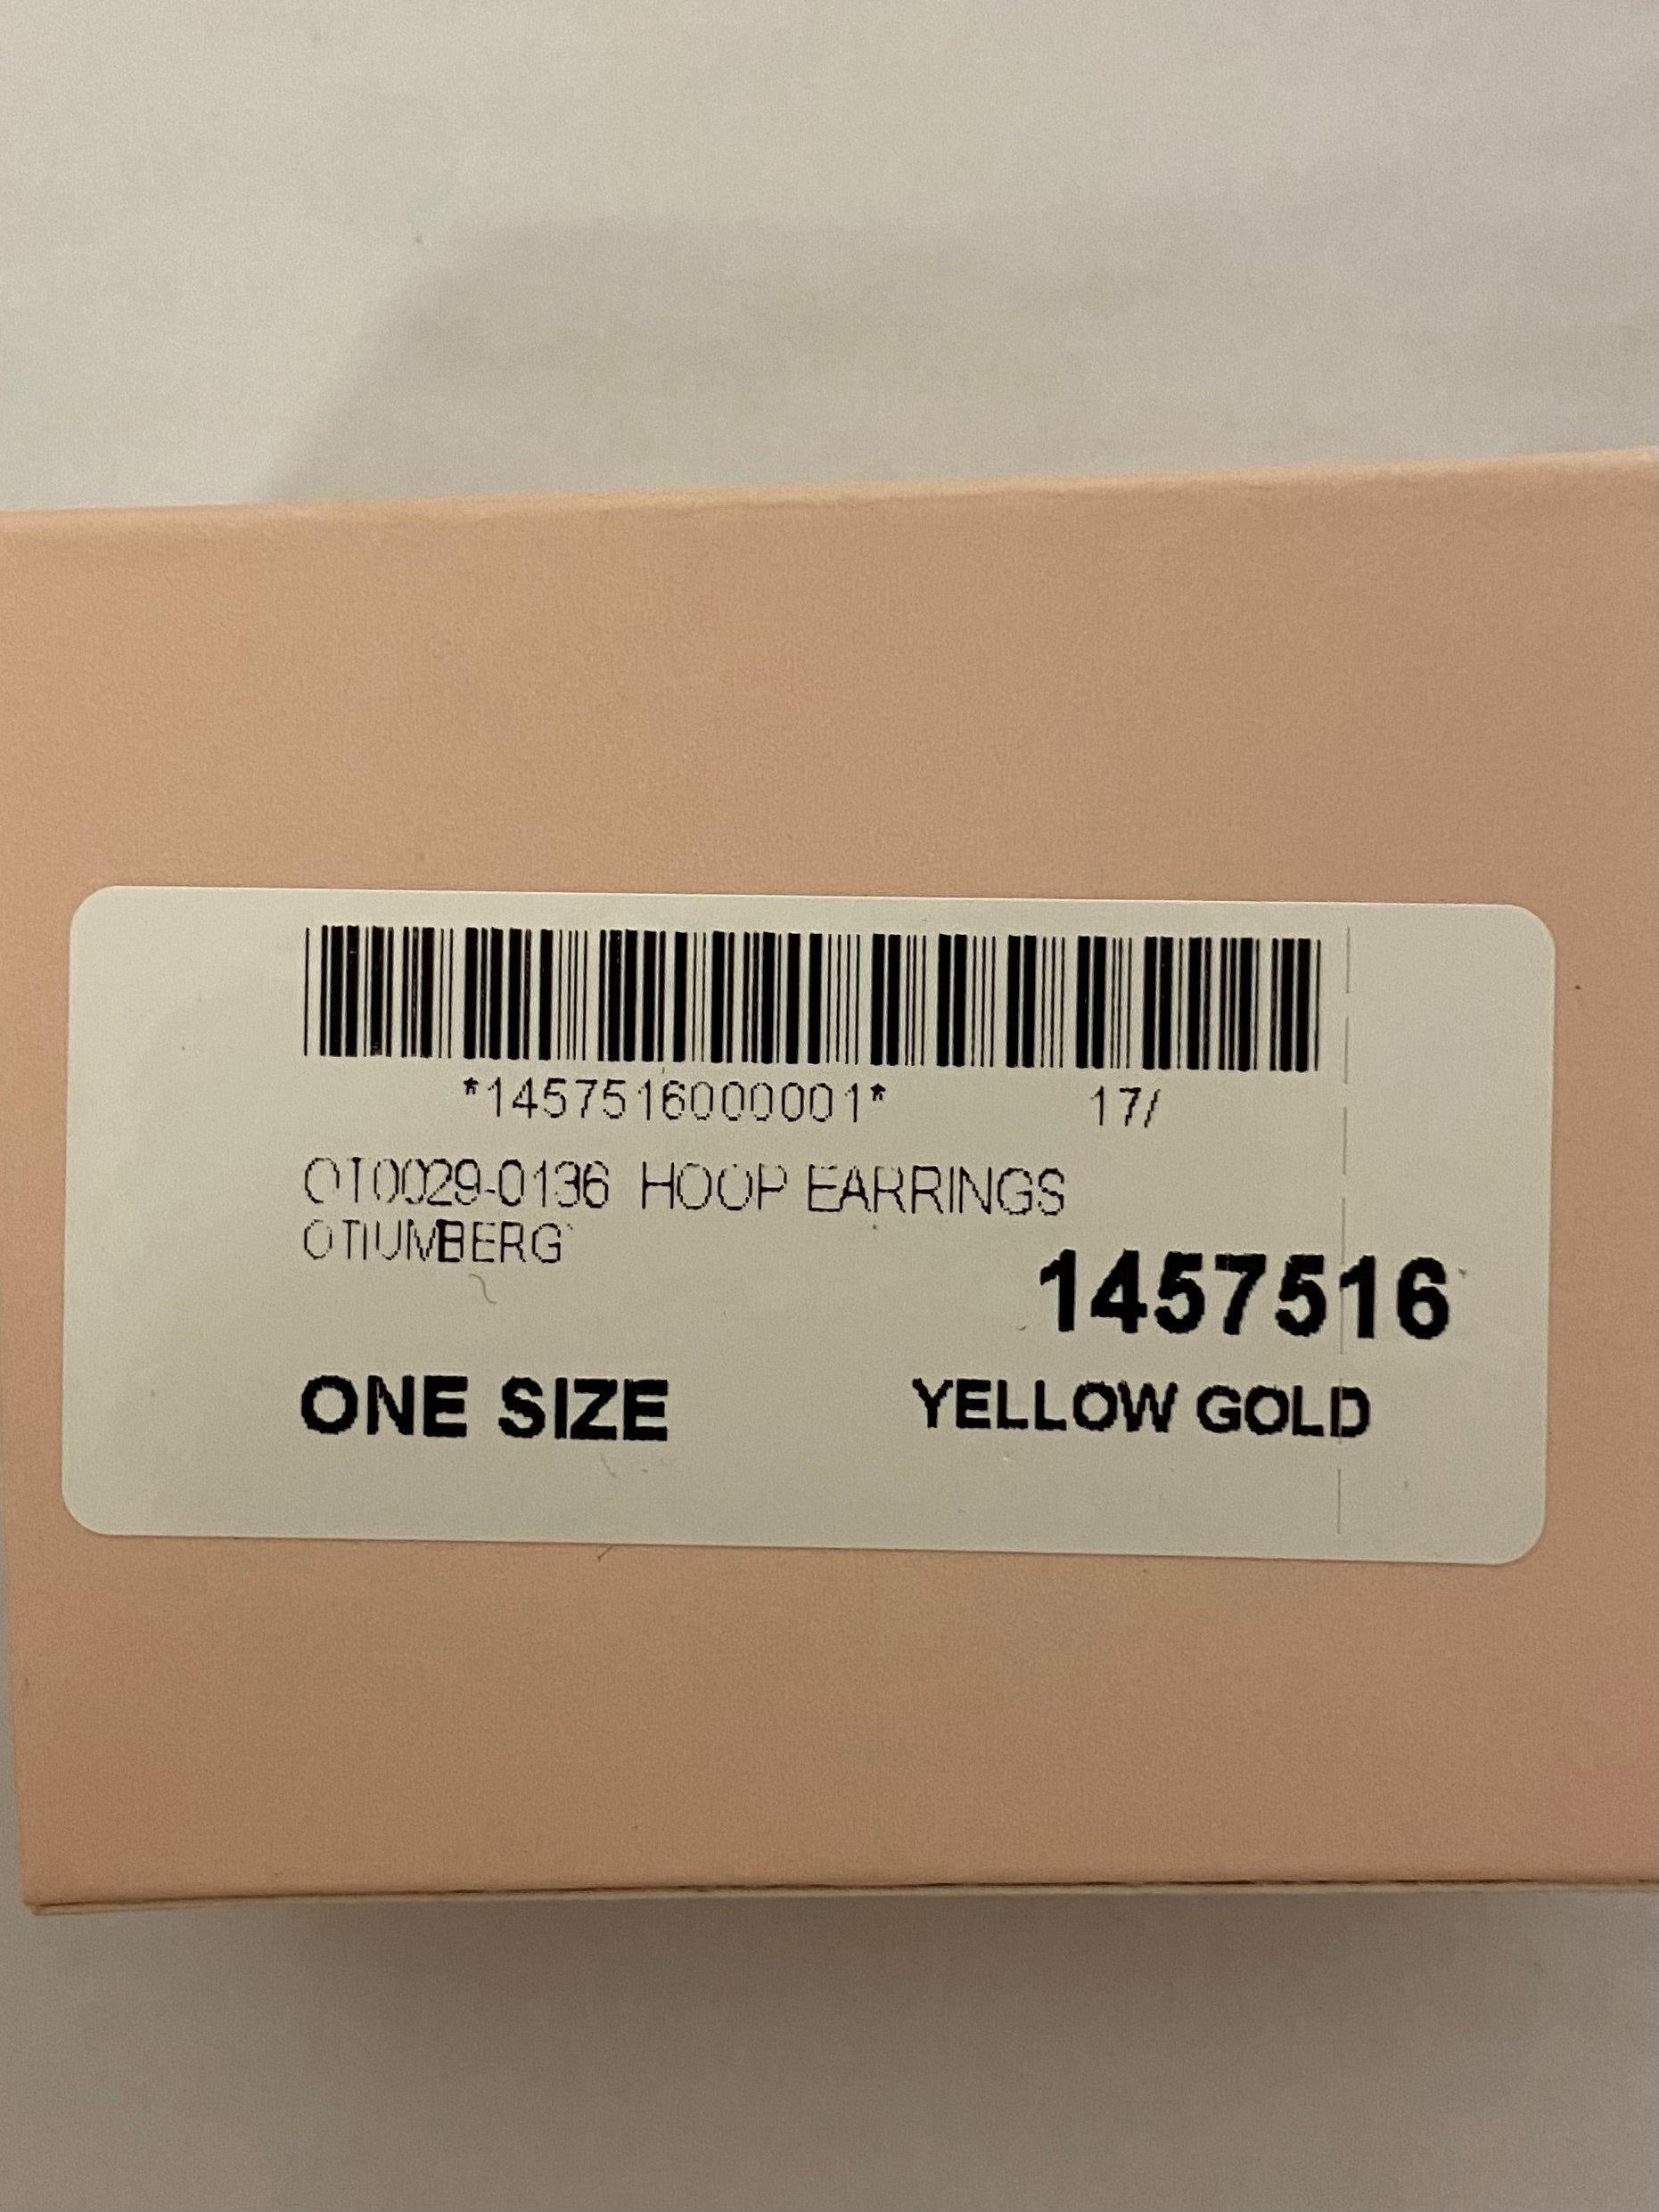 *1457516000001* 17/
OT0029-0136 HOOP EARRINGS
OTIUMBERG
1457516
ONE SIZE YELLOW GOLD